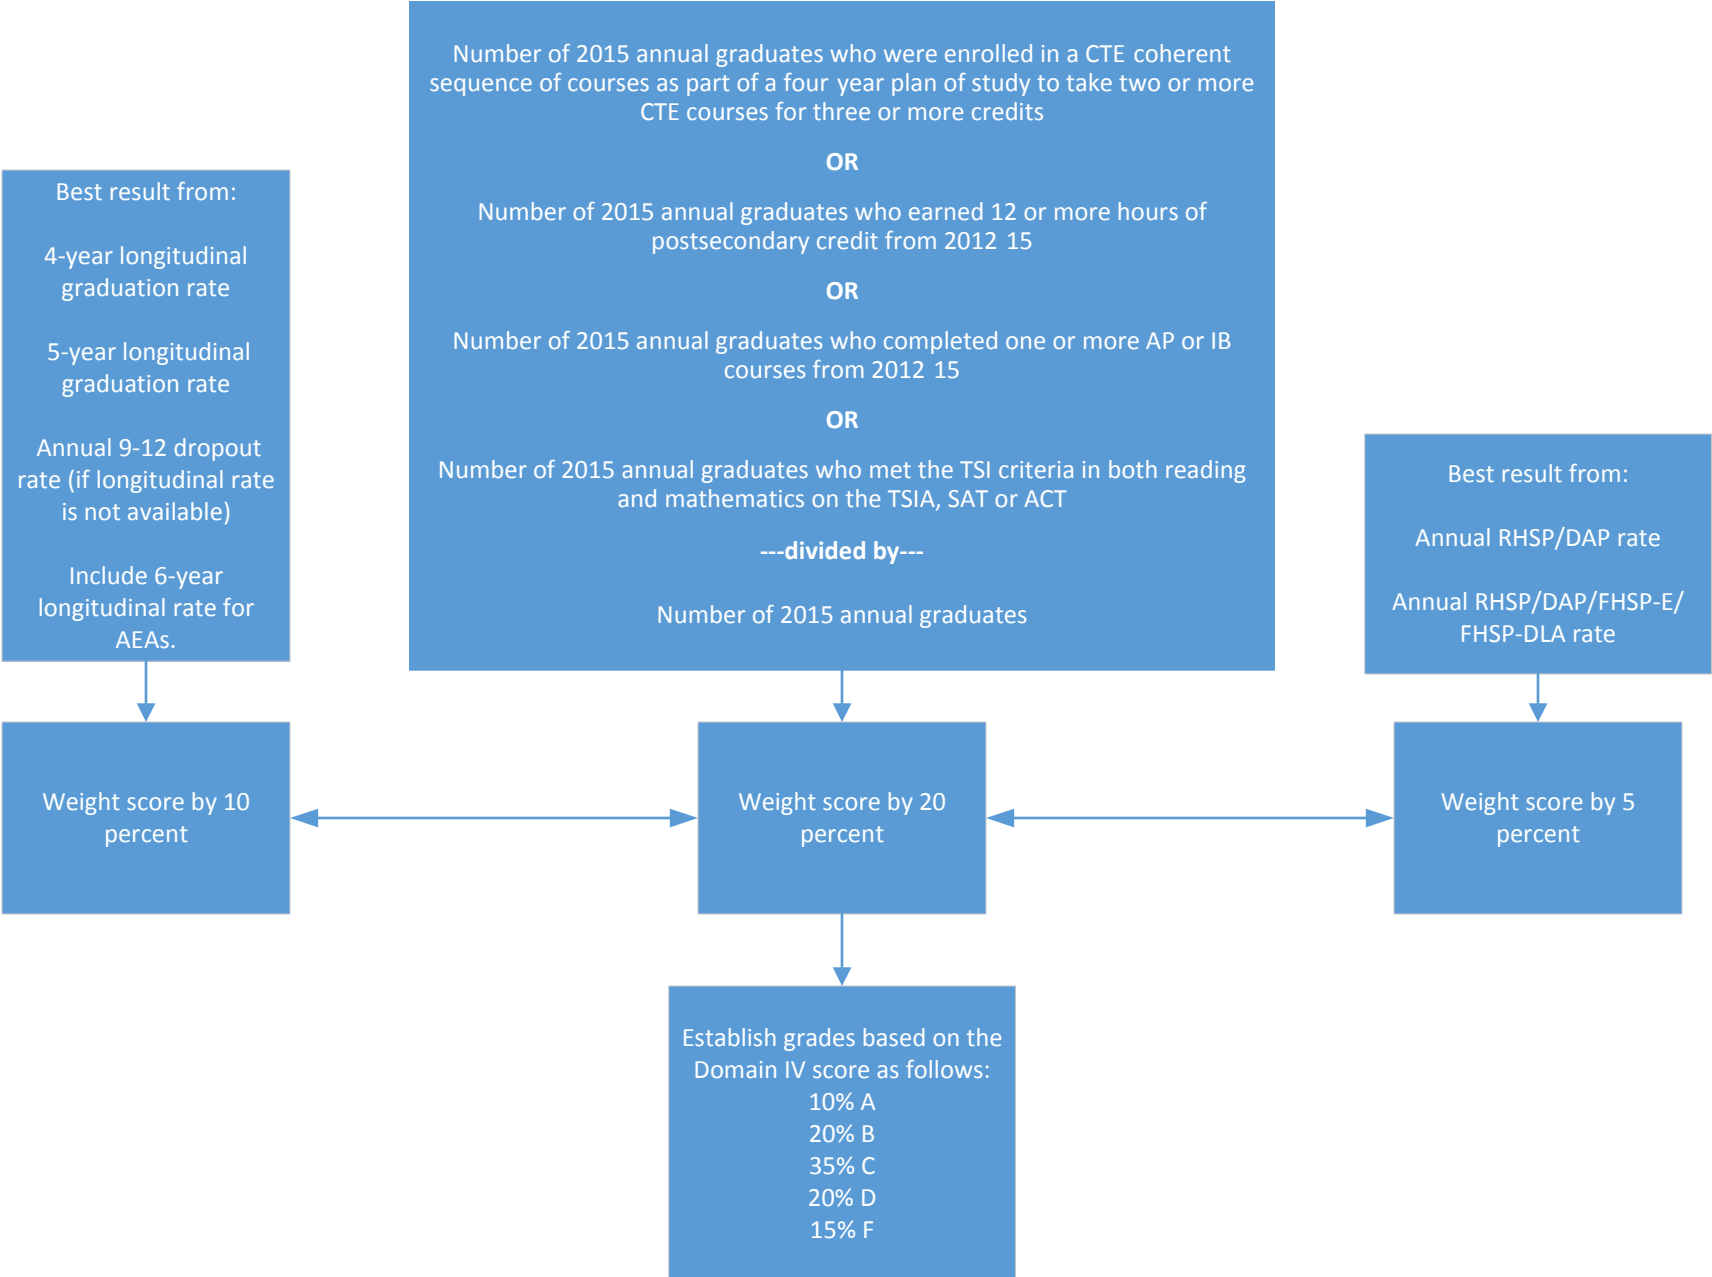 Number of 2015 annual graduates who were enrolled in a CTE coherent
sequence of courses as part of a four year plan of study to take two or more
CTE courses for three or more credits
OR
Number of 2015 annual graduates who earned 12 or more hours of
postsecondary credit from 2012 15
OR
Number of 2015 annual graduates who completed one or more AP or IB
courses from 2012 15
OR
Number of 2015 annual graduates who met the TSI criteria in both reading
and mathematics on the TSIA, SAT or ACT
---divided by---
Number of 2015 annual graduates
Best result from:
4-year longitudinal
graduation rate
5-year longitudinal
graduation rate
Annual 9-12 dropout
rate (if longitudinal rate
is not available)
Include 6-year
longitudinal rate for
AEAs.
Best result from:
Annual RHSP/DAP rate
Annual RHSP/DAP/FHSP-E/
FHSP-DLA rate
Weight score by 10
percent
Weight score by 20
percent
Weight score by 5
percent
Establish grades based on the
Domain IV score as follows:
10% A
20% B
35% C
20% D
15% F